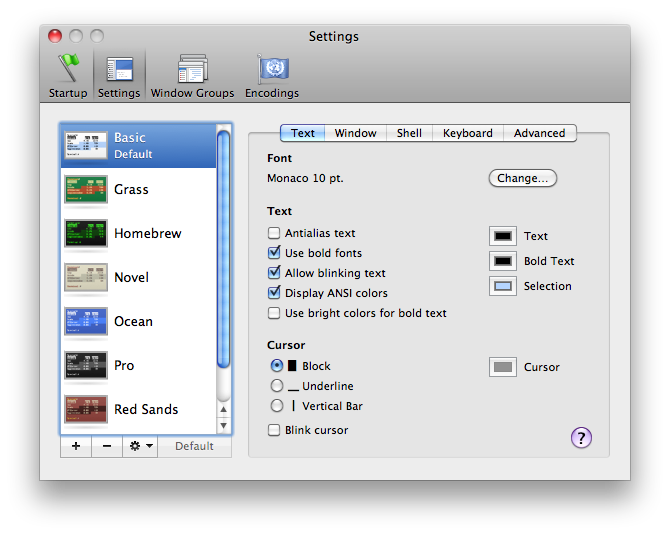 Settings
Startup
Settings
Window Groups
Encodings
Basic
Default
Grass
Homebrew
Novel
Ocean
Pro
Red Sands
+
−
Default
Text
Window
Shell
Keyboard
Advanced
Font
Monaco 10 pt.
Change...
Text
Antialias text
Use bold fonts
Allow blinking text
Display ANSI colors
Use bright colors for bold text
Text
Bold Text
Selection
Cursor
Block
Underline
Vertical Bar
Blink cursor
Cursor
?